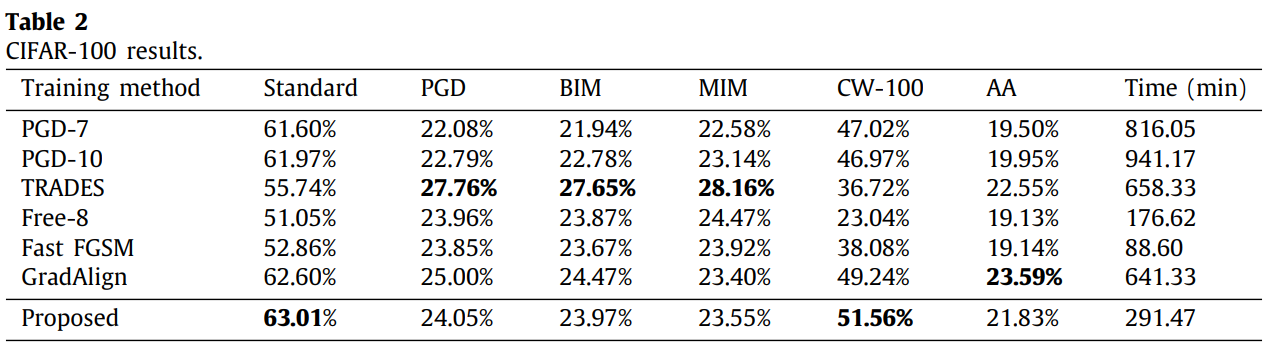 Table 2
CIFAR-100 results.
Training method Standard PGD BIM MIM CW-100 AA Time (min)
PGD-7 61.60% 22.08% 21.94% 22.58% 47.02% 19.50% 816.05
PGD-10 61.97% 22.79% 22.78% 23.14% 46.97% 19.95% 941.17
TRADES 55.74% 27.76% 27.65% 28.16% 36.72% 22.55% 658.33
Free-8 51.05% 23.96% 23.87% 24.47% 23.04% 19.13% 176.62
Fast FGSM 52.86% 23.85% 23.67% 23.92% 38.08% 19.14% 88.60
GradAlign 62.60% 25.00% 24.47% 23.40% 49.24% 23.59% 641.33
Proposed 63.01% 24.05% 23.97% 23.55% 51.56% 21.83% 291.47